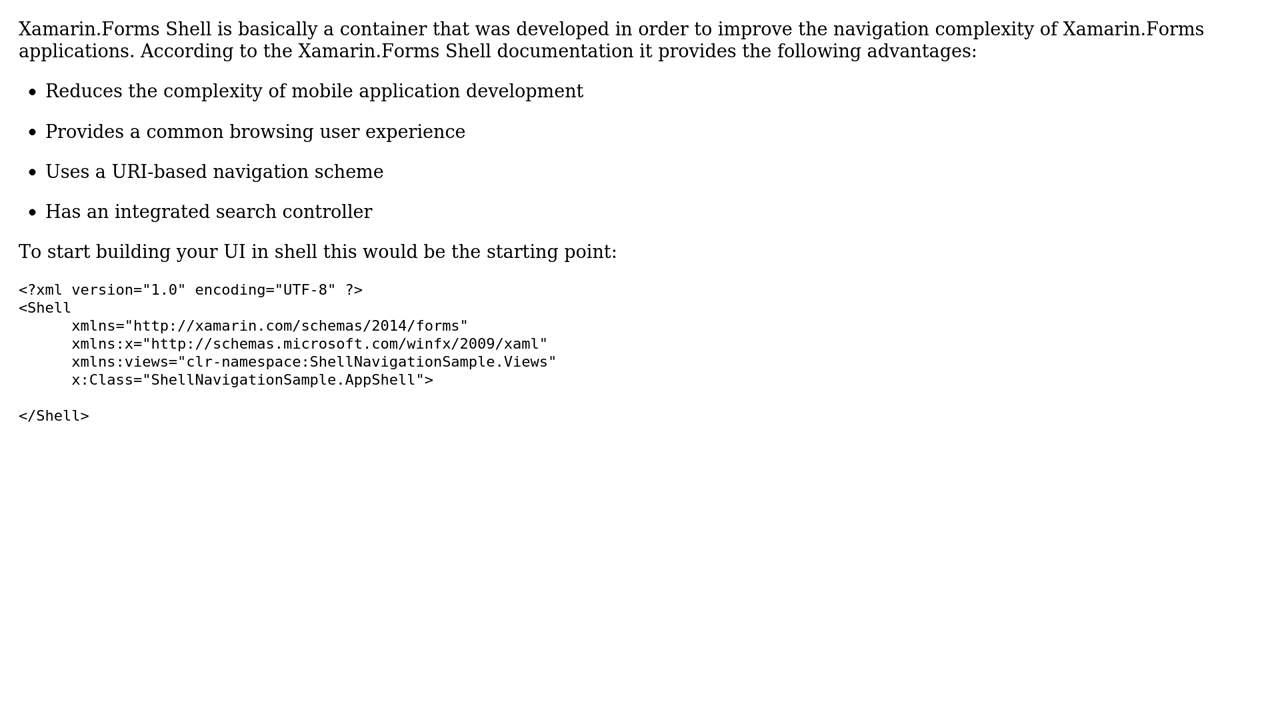 Xamarin.Forms Shell is basically a container that was developed in order to improve the navigation complexity of Xamarin.Forms
applications. According to the Xamarin.Forms Shell documentation it provides the following advantages:
• Reduces the complexity of mobile application development
• Provides a common browsing user experience
• Uses a URI-based navigation scheme
• Has an integrated search controller
To start building your UI in shell this would be the starting point:
<?xml version="1.0" encoding="UTF-8" ?>
<Shell
      xmlns="http://xamarin.com/schemas/2014/forms"
      xmlns:x="http://schemas.microsoft.com/winfx/2009/xaml"
      xmlns:views="clr-namespace:ShellNavigationSample.Views"
      x:Class="ShellNavigationSample.AppShell">
</Shell>